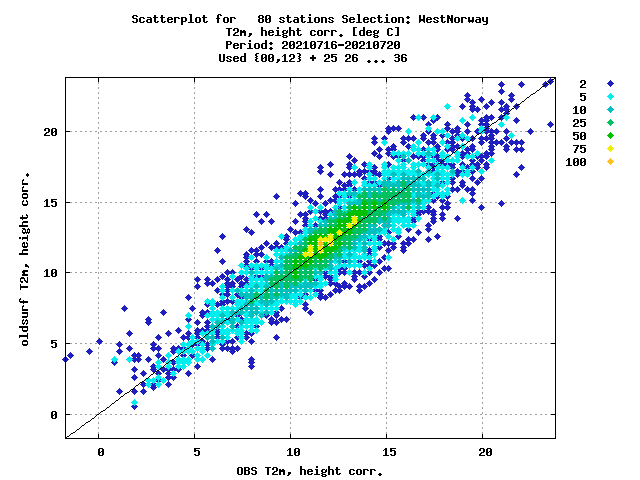 Scatterplot for   80 stations Selection: WestNorway
T2m, height corr. [deg C]
Period: 20210716-20210720
Used {00,12} + 25 26 ... 36
2
5
10
25
50
75
100
oldsurf T2m, height corr.
20
15
10
5
0
0 5 10 15 20
OBS T2m, height corr.